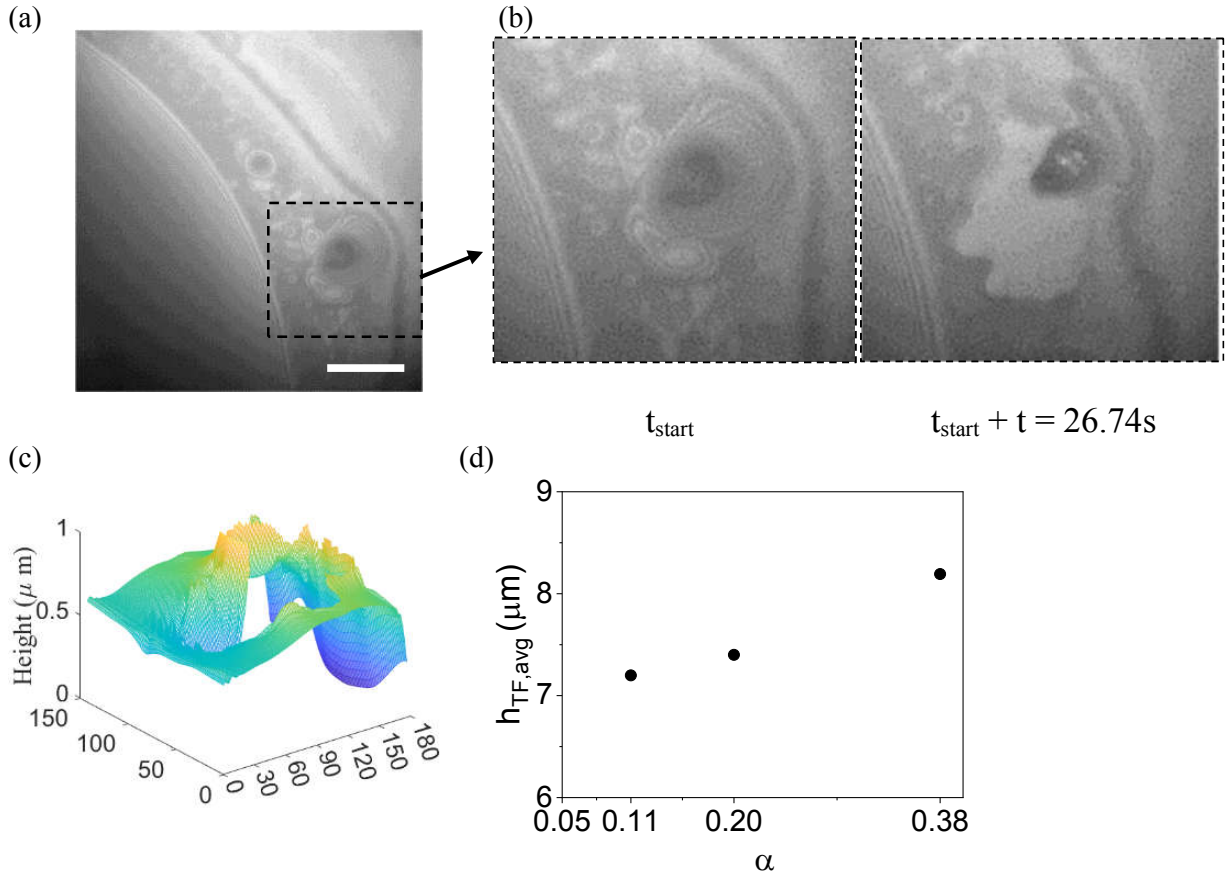 (a)
(b)
t_start
t_start + t = 26.74s
(c)
(d)
Height (μ m)
1
0.5
0
150
100
50
0
0
30
60
90
120
150
180
h_TF,avg (μm)
9
8
7
6
0.05
0.11
0.20
0.38
α